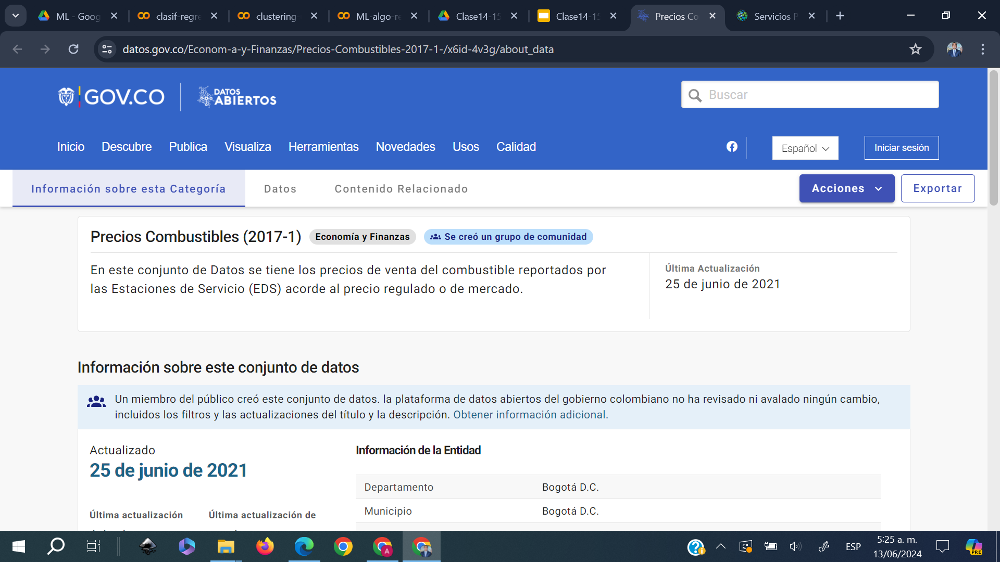 ML - Goog
clasif-regre
clustering-
ML-algo-re
Clase14-15
Clase14-15
Precios Co
Servicios P
datos.gov.co/Econom-a-y-Finanzas/Precios-Combustibles-2017-1-/x6id-4v3g/about_data
GOV.CO
DATOS
ABIERTOS
Buscar
Inicio
Descubre
Publica
Visualiza
Herramientas
Novedades
Usos
Calidad
Español
Iniciar sesión
Información sobre esta Categoría
Datos
Contenido Relacionado
Acciones
Exportar
Precios Combustibles (2017-1)
Economía y Finanzas
Se creó un grupo de comunidad
En este conjunto de Datos se tiene los precios de venta del combustible reportados por
las Estaciones de Servicio (EDS) acorde al precio regulado o de mercado.
Última Actualización
25 de junio de 2021
Información sobre este conjunto de datos
Un miembro del público creó este conjunto de datos. la plataforma de datos abiertos del gobierno colombiano no ha revisado ni avalado ningún cambio,
incluidos los filtros y las actualizaciones del título y la descripción. Obtener información adicional.
Actualizado
25 de junio de 2021
Última actualización
Última actualización de
Información de la Entidad
Departamento
Bogotá D.C.
Municipio
Bogotá D.C.
A
ESP
5:25 a. m.
13/06/2024
PRE